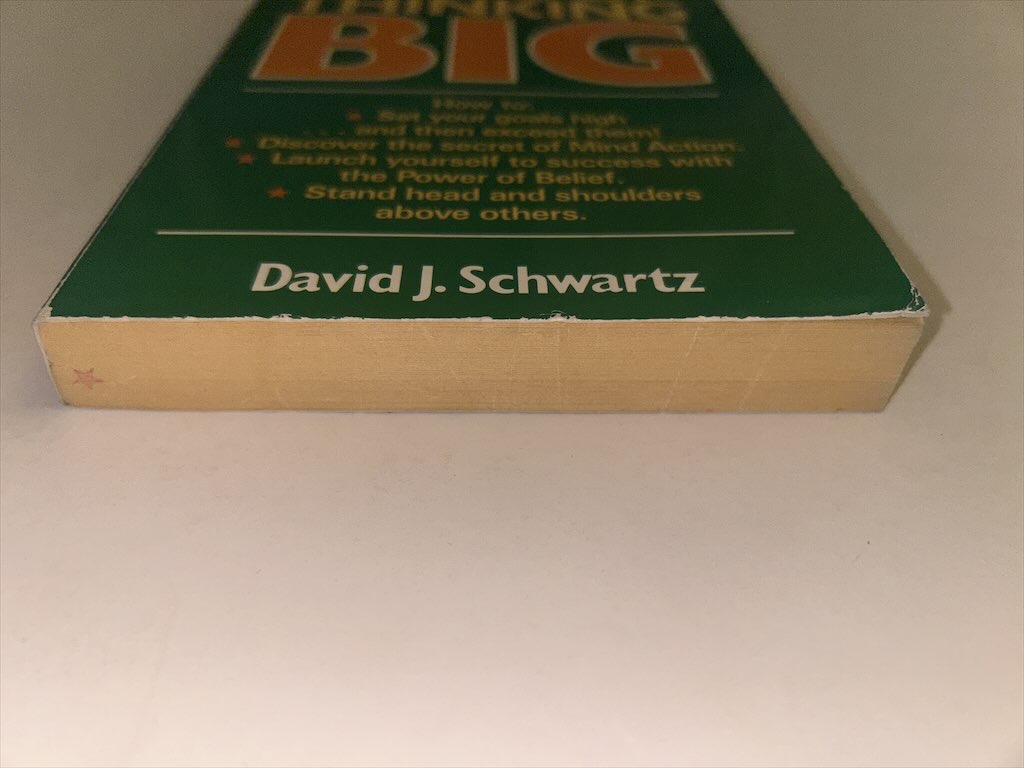 THINKING
BIG
How to:
★ Set your goals high
. . . and then exceed them!
★ Discover the secret of Mind Action.
★ Launch yourself to success with
the Power of Belief.
★ Stand head and shoulders
above others.
David J. Schwartz